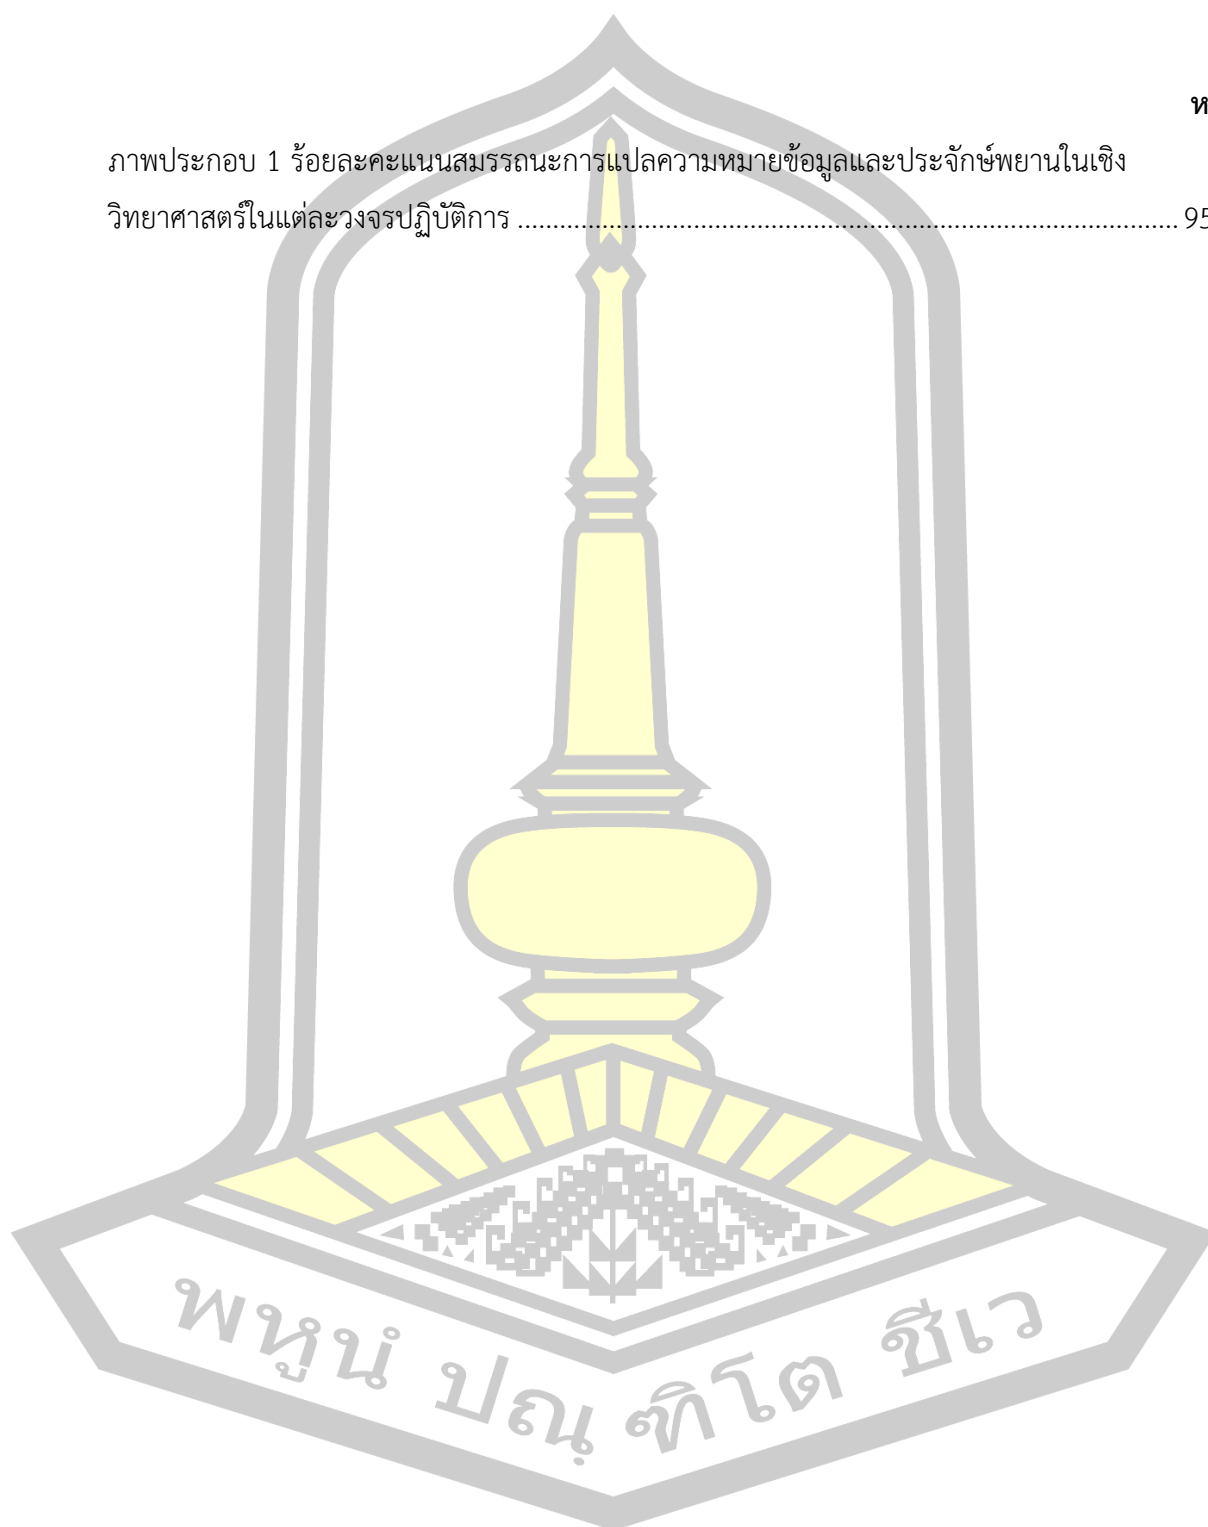 ห
ภาพประกอบ 1 ร้อยละคะแนนสมรรถนะการแปลความหมายข้อมูลและประจักษ์พยานในเชิง
วิทยาศาสตร์ในแต่ละวงจรปฏิบัติการ .............................................................................................. 95
พหูนํ ปณฺฑิโต ชีเว